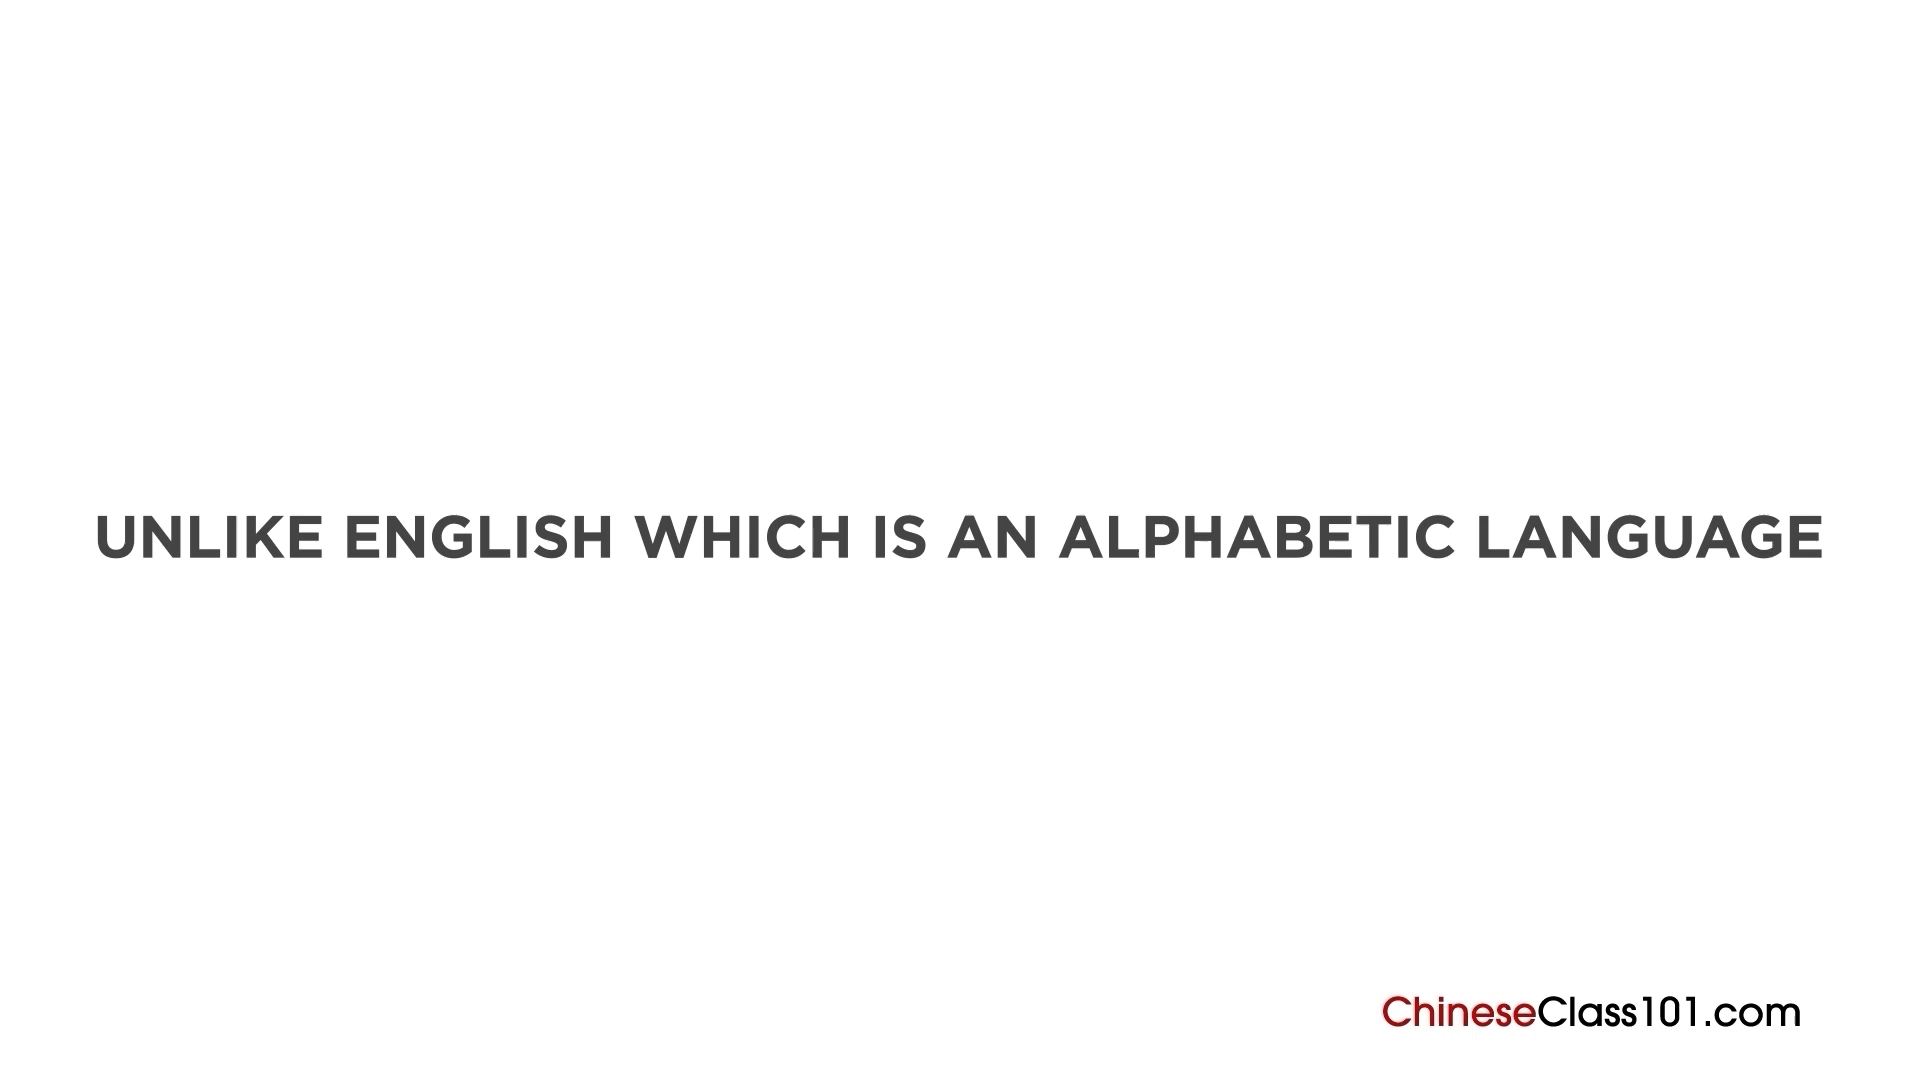 UNLIKE ENGLISH WHICH IS AN ALPHABETIC LANGUAGE
ChineseClass101.com